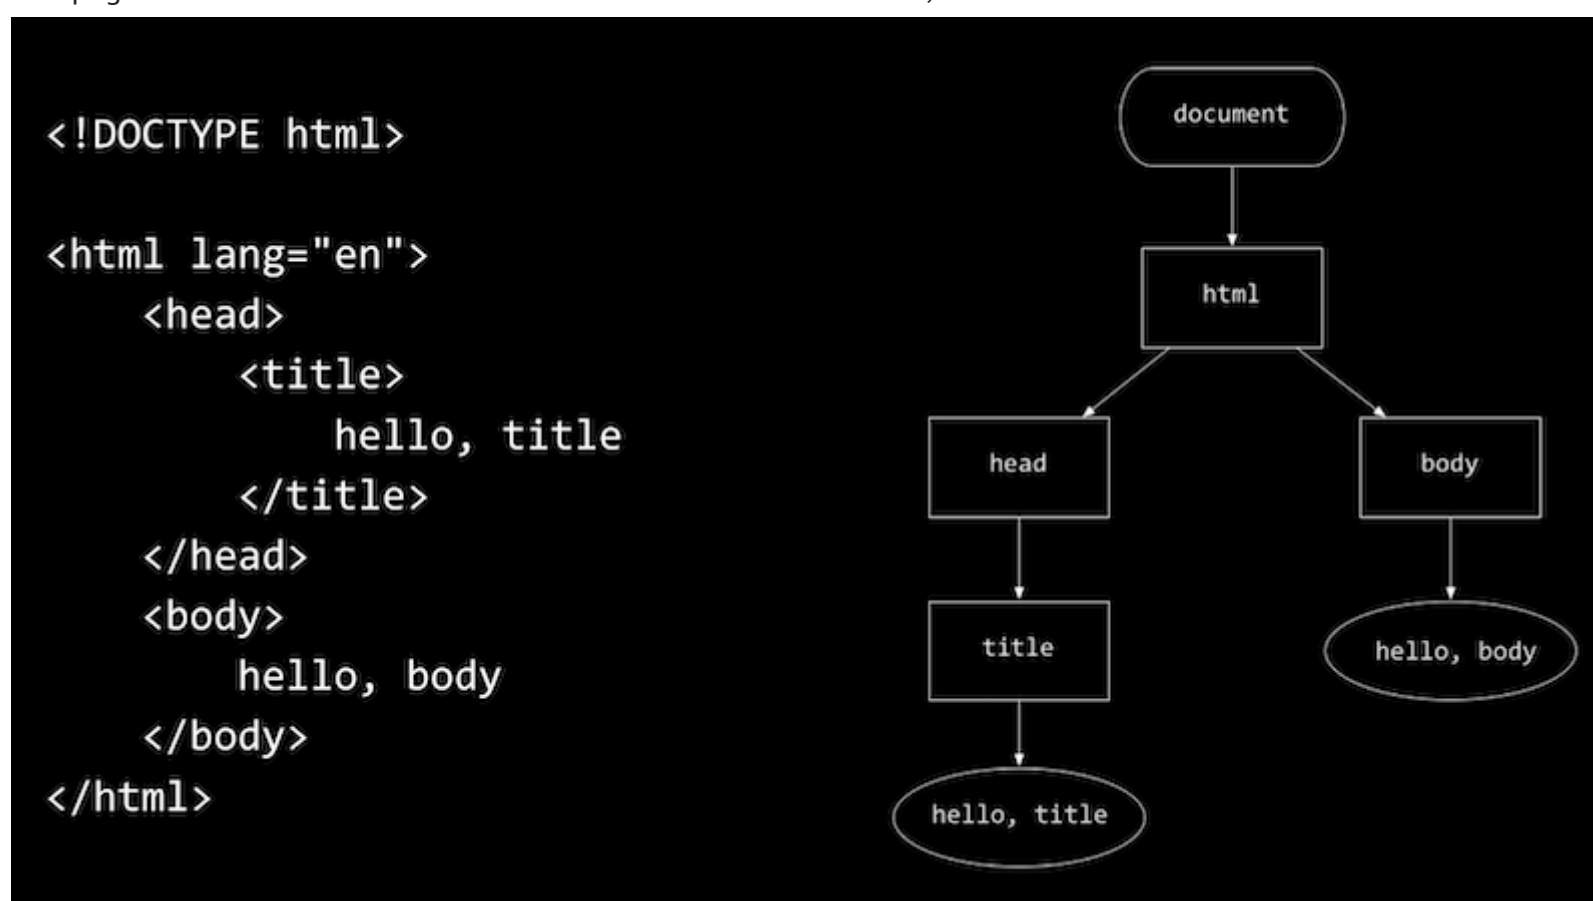 <!DOCTYPE html>
<html lang="en">
<head>
<title>
hello, title
</title>
</head>
<body>
hello, body
</body>
</html>
document
html
head
body
title
hello, body
hello, title